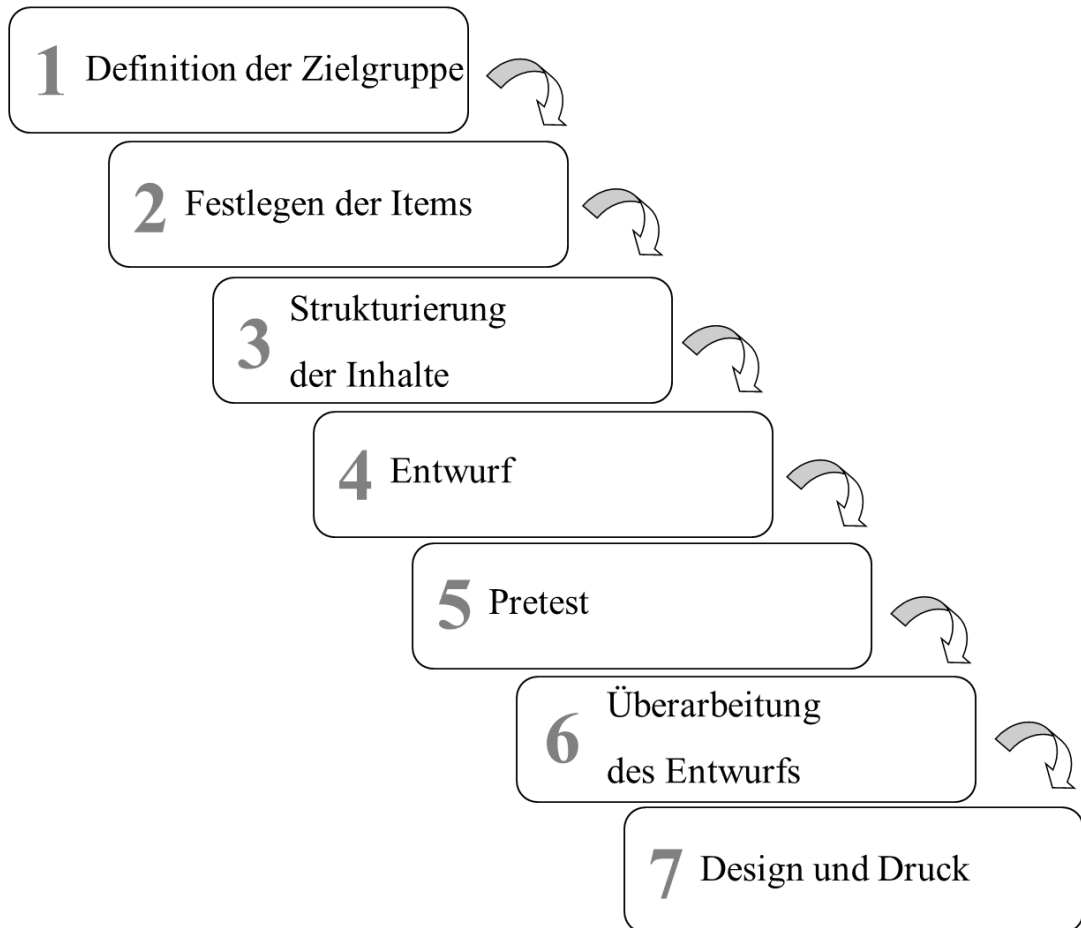 1 Definition der Zielgruppe
2 Festlegen der Items
3 Strukturierung
der Inhalte
4 Entwurf
5 Pretest
6 Überarbeitung
des Entwurfs
7 Design und Druck